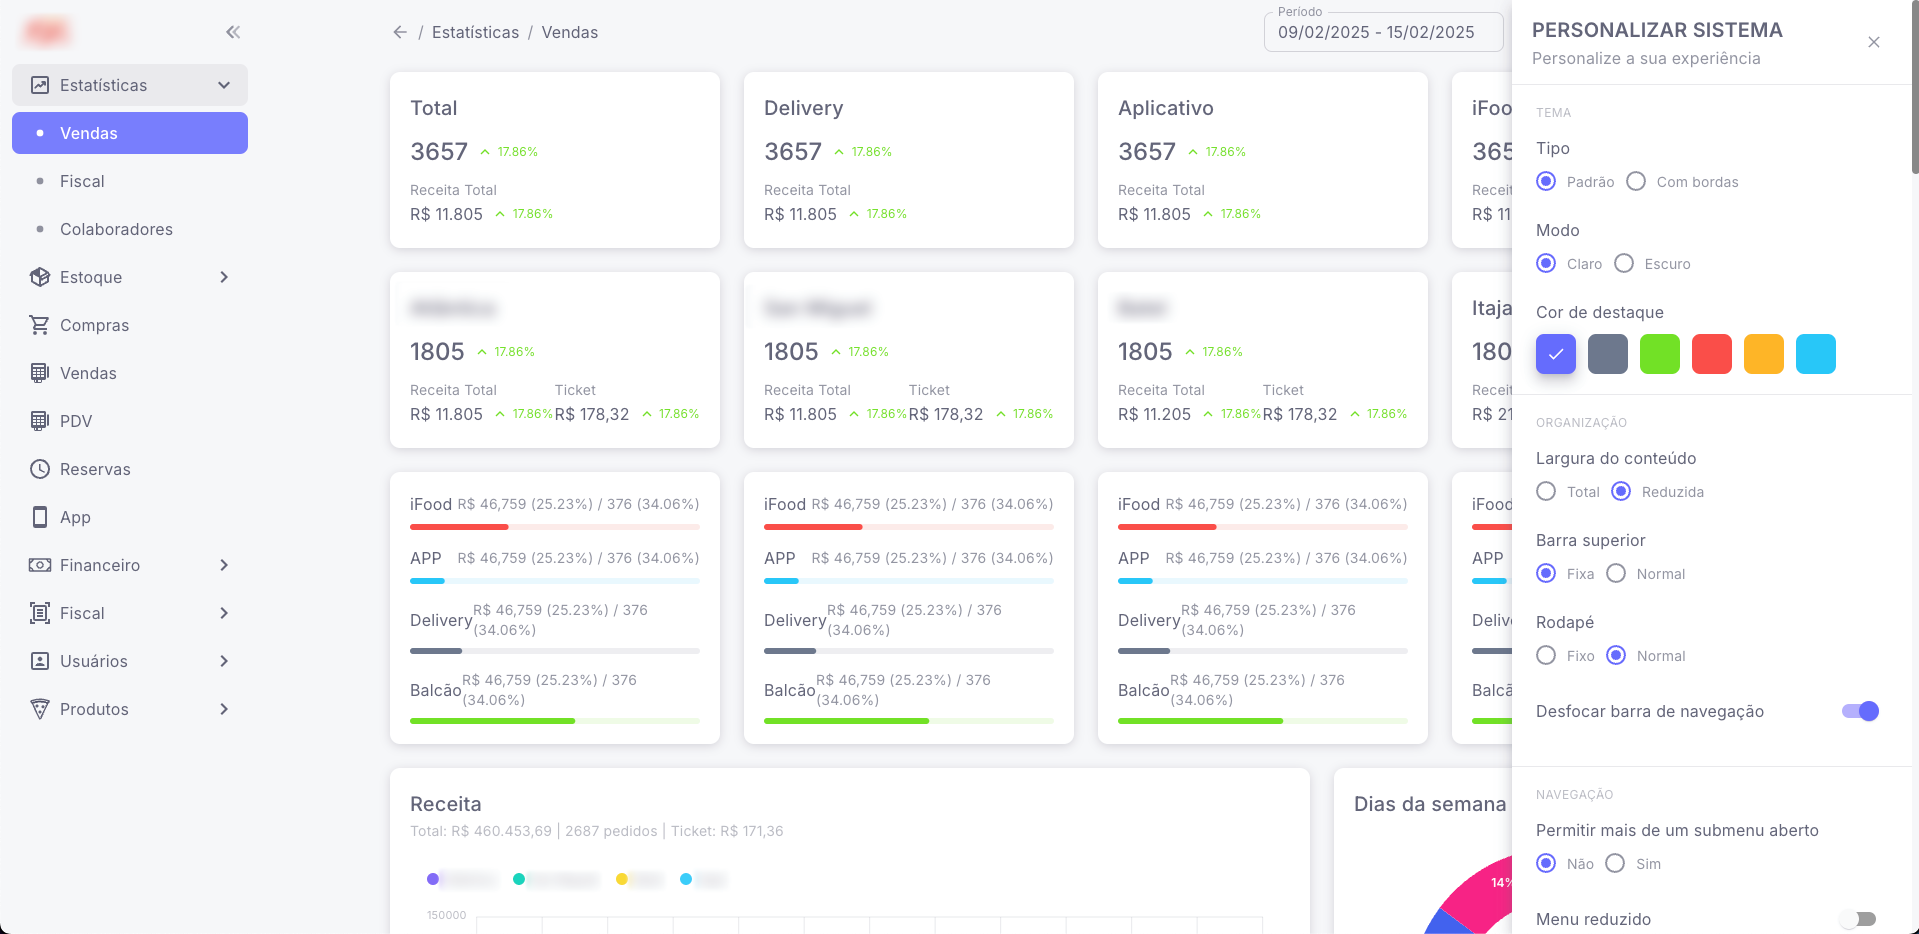 Estatísticas
Vendas
Fiscal
Colaboradores
Estoque
Compras
Vendas
PDV
Reservas
App
Financeiro
Fiscal
Usuários
Produtos
/ Estatísticas / Vendas
Período
09/02/2025 - 15/02/2025
Total
3657 17.86%
Receita Total
R$ 11.805 17.86%
Delivery
3657 17.86%
Receita Total
R$ 11.805 17.86%
Aplicativo
3657 17.86%
Receita Total
R$ 11.805 17.86%
iFoo
365
Receit
R$ 11
1805 17.86%
Receita Total Ticket
R$ 11.805 17.86% R$ 178,32 17.86%
1805 17.86%
Receita Total Ticket
R$ 11.805 17.86% R$ 178,32 17.86%
1805 17.86%
Receita Total Ticket
R$ 11.205 17.86% R$ 178,32 17.86%
Itaja
180
Receit
R$ 21
iFood R$ 46,759 (25.23%) / 376 (34.06%)
APP R$ 46,759 (25.23%) / 376 (34.06%)
Delivery R$ 46,759 (25.23%) / 376
(34.06%)
Balcão R$ 46,759 (25.23%) / 376
(34.06%)
iFood R$ 46,759 (25.23%) / 376 (34.06%)
APP R$ 46,759 (25.23%) / 376 (34.06%)
Delivery R$ 46,759 (25.23%) / 376
(34.06%)
Balcão R$ 46,759 (25.23%) / 376
(34.06%)
iFood R$ 46,759 (25.23%) / 376 (34.06%)
APP R$ 46,759 (25.23%) / 376 (34.06%)
Delivery R$ 46,759 (25.23%) / 376
(34.06%)
Balcão R$ 46,759 (25.23%) / 376
(34.06%)
iFood
APP
Delive
Balcã
Receita
Total: R$ 460.453,69 | 2687 pedidos | Ticket: R$ 171,36
150000
Dias da semana
14%
PERSONALIZAR SISTEMA
Personalize a sua experiência
TEMA
Tipo
Padrão Com bordas
Modo
Claro Escuro
Cor de destaque
ORGANIZAÇÃO
Largura do conteúdo
Total Reduzida
Barra superior
Fixa Normal
Rodapé
Fixo Normal
Desfocar barra de navegação
NAVEGAÇÃO
Permitir mais de um submenu aberto
Não Sim
Menu reduzido